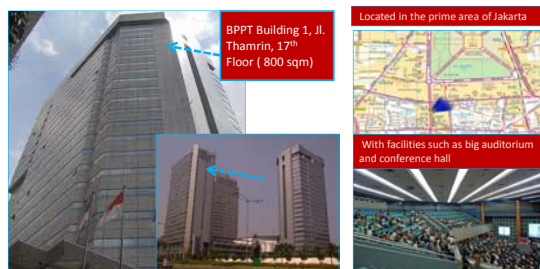 BPPT Building 1, Jl.
Thamrin, 17th
Floor ( 800 sqm)
Located in the prime area of Jakarta
With facilities such as big auditorium
and conference hall